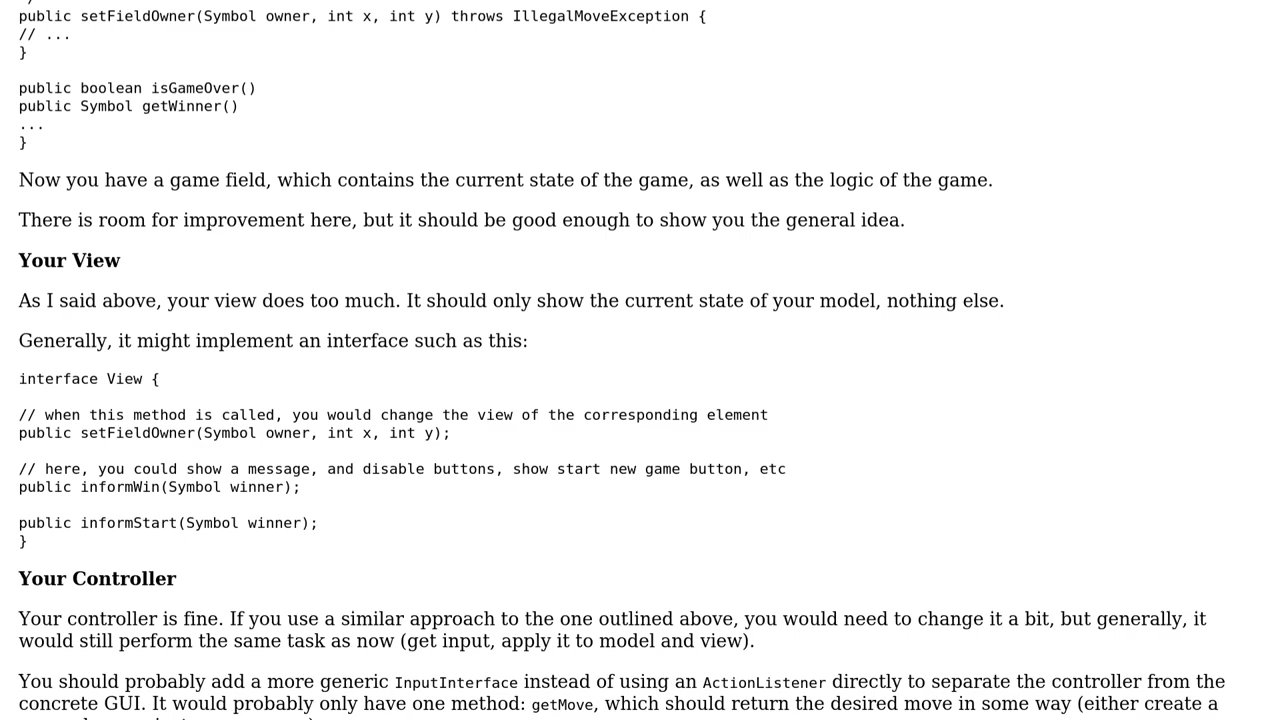 public setFieldOwner(Symbol owner, int x, int y) throws IllegalMoveException {
// ...
}
public boolean isGameOver()
public Symbol getWinner()
...
}
Now you have a game field, which contains the current state of the game, as well as the logic of the game.
There is room for improvement here, but it should be good enough to show you the general idea.
Your View
As I said above, your view does too much. It should only show the current state of your model, nothing else.
Generally, it might implement an interface such as this:
interface View {
// when this method is called, you would change the view of the corresponding element
public setFieldOwner(Symbol owner, int x, int y);
// here, you could show a message, and disable buttons, show start new game button, etc
public informWin(Symbol winner);
public informStart(Symbol winner);
}
Your Controller
Your controller is fine. If you use a similar approach to the one outlined above, you would need to change it a bit, but generally, it
would still perform the same task as now (get input, apply it to model and view).
You should probably add a more generic InputInterface instead of using an ActionListener directly to separate the controller from the
concrete GUI. It would probably only have one method: getMove, which should return the desired move in some way (either create a